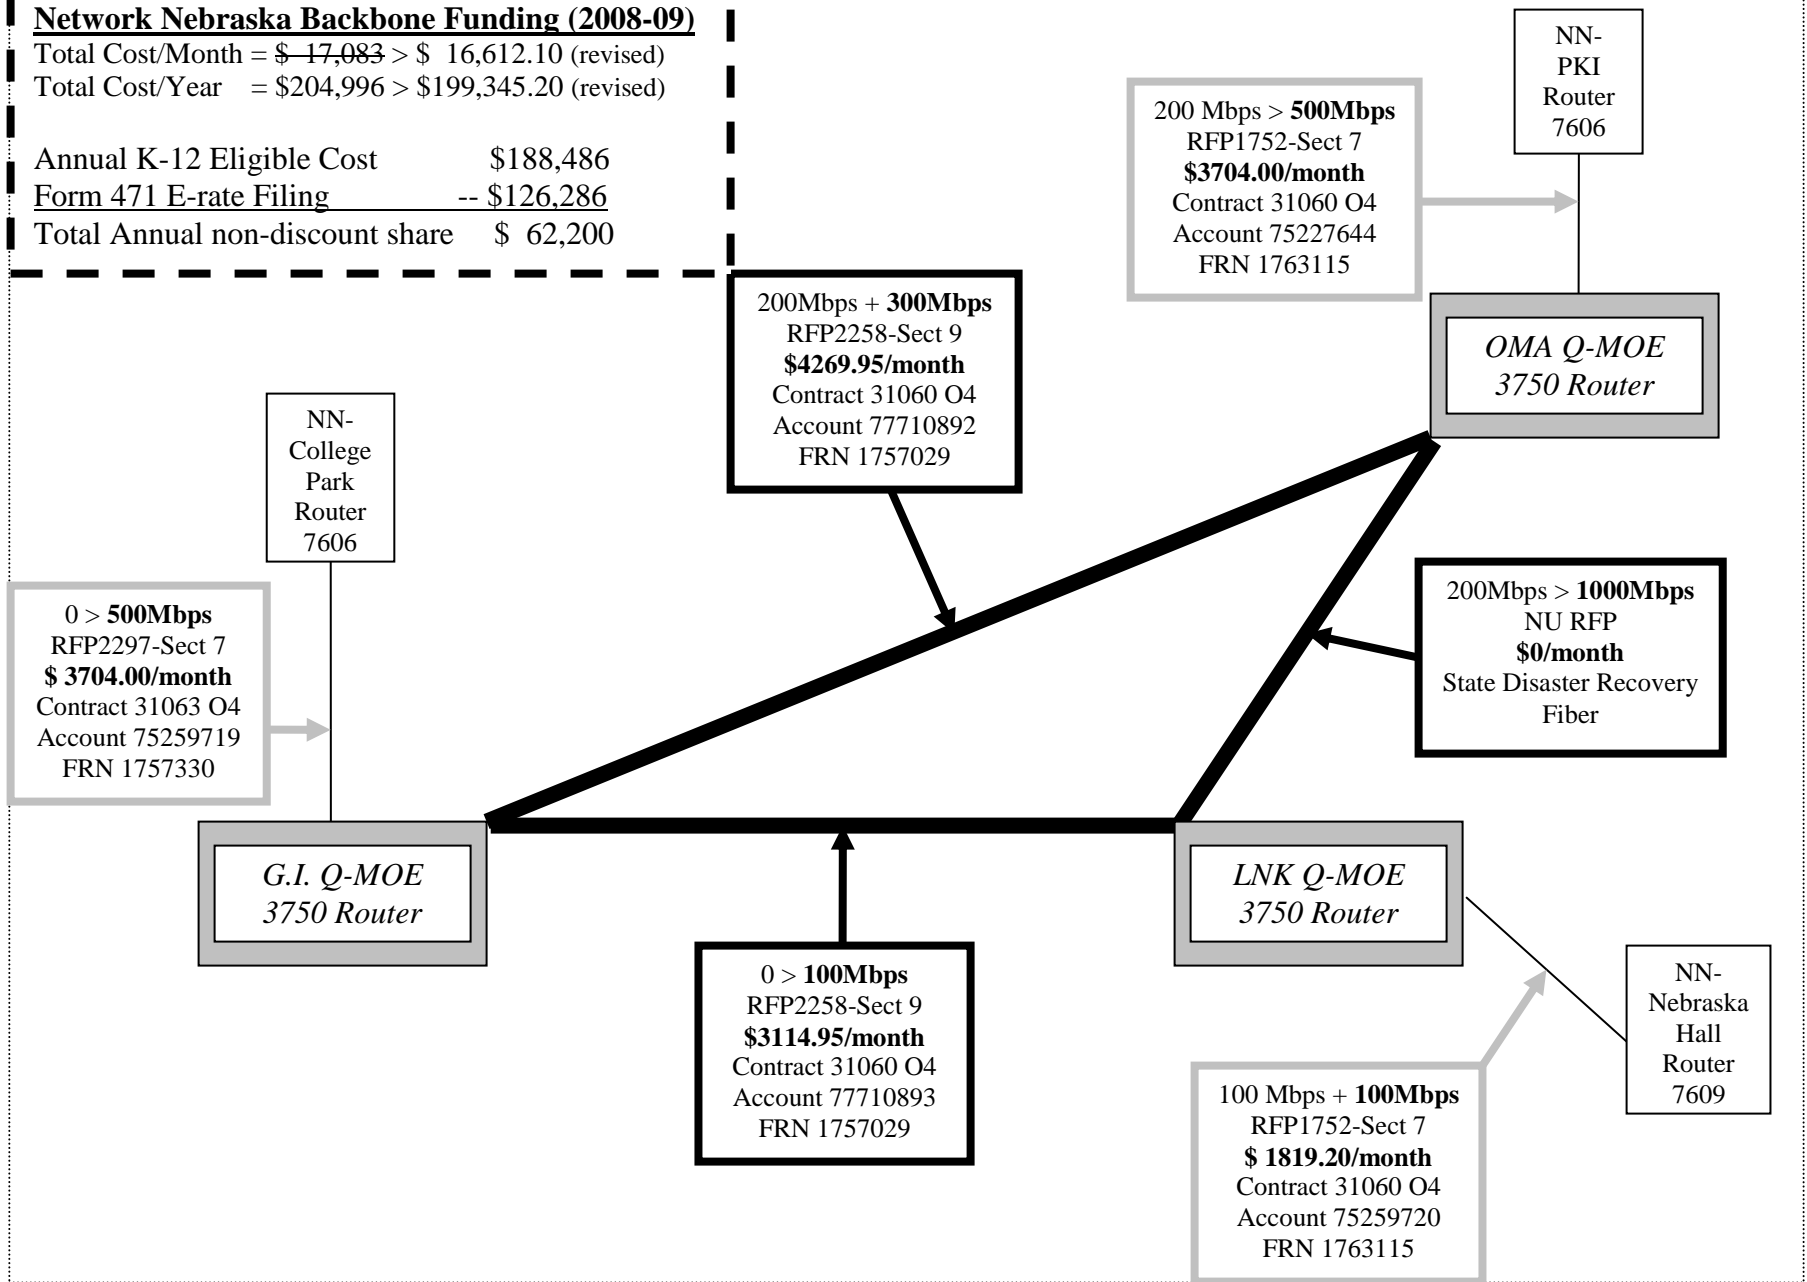 Network Nebraska Backbone Funding (2008-09)
Total Cost/Month = $ 17,083 > $ 16,612.10 (revised)
Total Cost/Year = $204,996 > $199,345.20 (revised)
Annual K-12 Eligible Cost $188,486
Form 471 E-rate Filing -- $126,286
Total Annual non-discount share $ 62,200
NN-
PKI
Router
7606
200 Mbps > 500Mbps
RFP1752-Sect 7
$3704.00/month
Contract 31060 O4
Account 75227644
FRN 1763115
200Mbps + 300Mbps
RFP2258-Sect 9
$4269.95/month
Contract 31060 O4
Account 77710892
FRN 1757029
OMA Q-MOE
3750 Router
NN-
College
Park
Router
7606
0 > 500Mbps
RFP2297-Sect 7
$ 3704.00/month
Contract 31063 O4
Account 75259719
FRN 1757330
200Mbps > 1000Mbps
NU RFP
$0/month
State Disaster Recovery
Fiber
G.I. Q-MOE
3750 Router
LNK Q-MOE
3750 Router
0 > 100Mbps
RFP2258-Sect 9
$3114.95/month
Contract 31060 O4
Account 77710893
FRN 1757029
NN-
Nebraska
Hall
Router
7609
100 Mbps + 100Mbps
RFP1752-Sect 7
$ 1819.20/month
Contract 31060 O4
Account 75259720
FRN 1763115